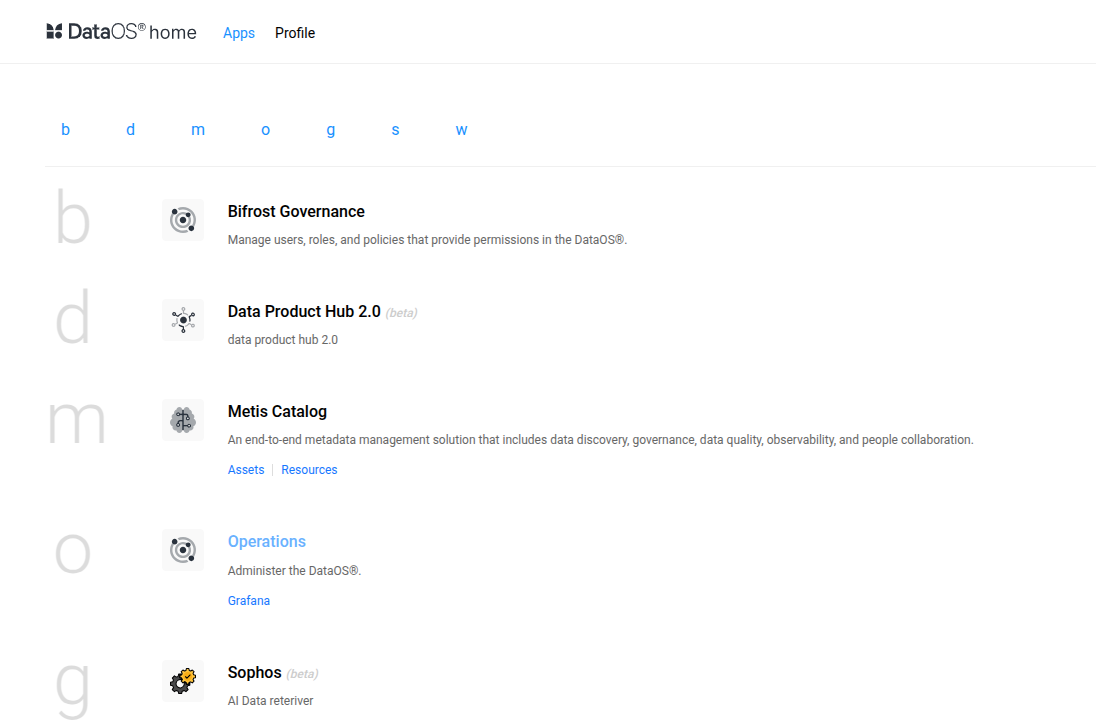 DataOS® home Apps Profile
b d m o g s w
b
Bifrost Governance
Manage users, roles, and policies that provide permissions in the DataOS®.
d
Data Product Hub 2.0 (beta)
data product hub 2.0
m
Metis Catalog
An end-to-end metadata management solution that includes data discovery, governance, data quality, observability, and people collaboration.
Assets | Resources
o
Operations
Administer the DataOS®.
Grafana
g
Sophos (beta)
AI Data reteriver